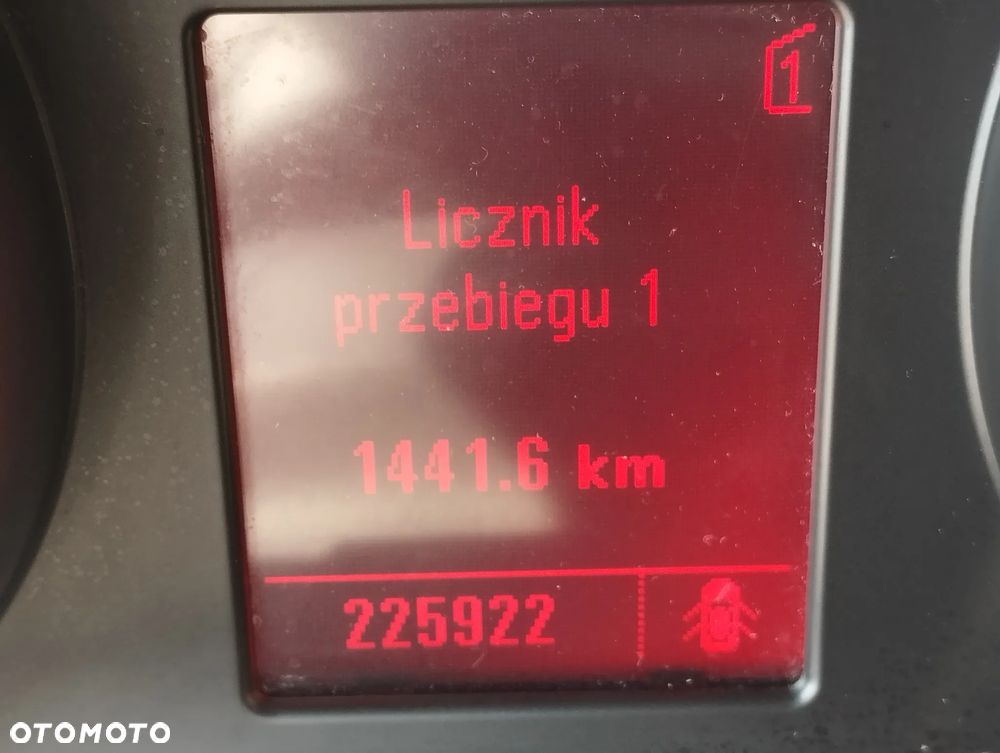 1
Licznik
przebiegu 1
1441.6 km
225922
OTOMOTO